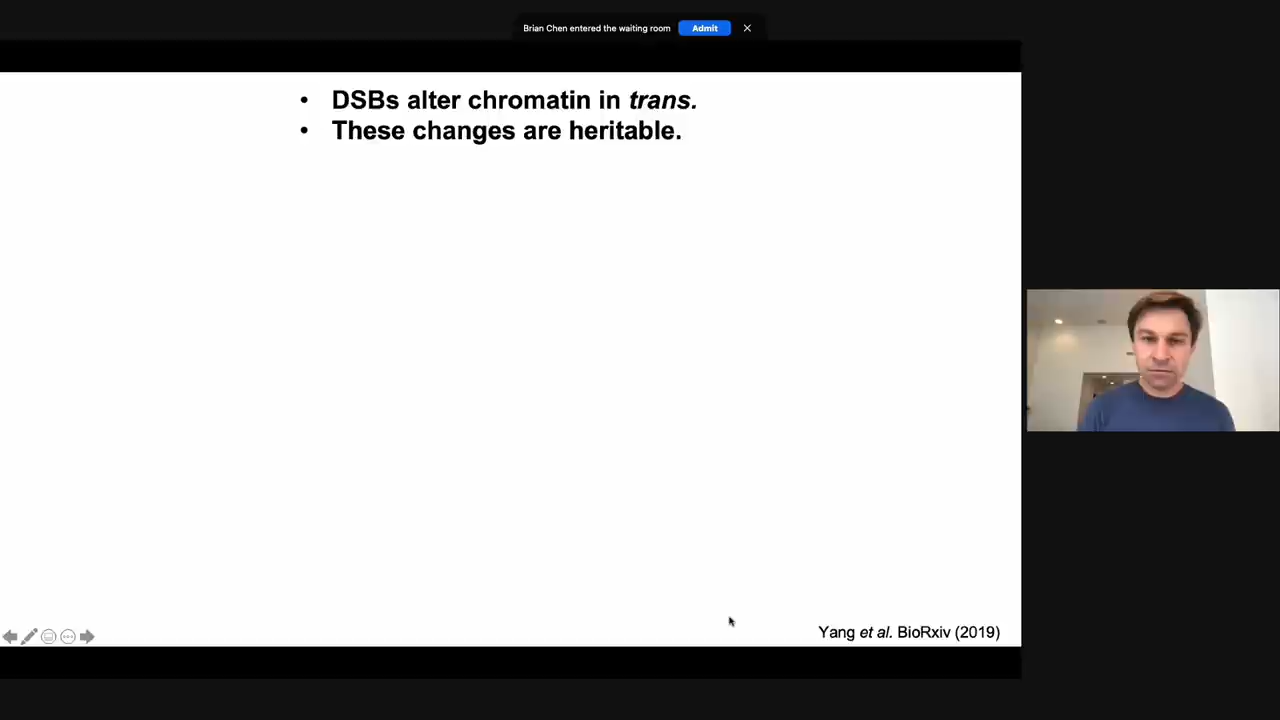 Brian Chen entered the waiting room Admit
• DSBs alter chromatin in trans.
• These changes are heritable.
Yang et al. BioRxiv (2019)